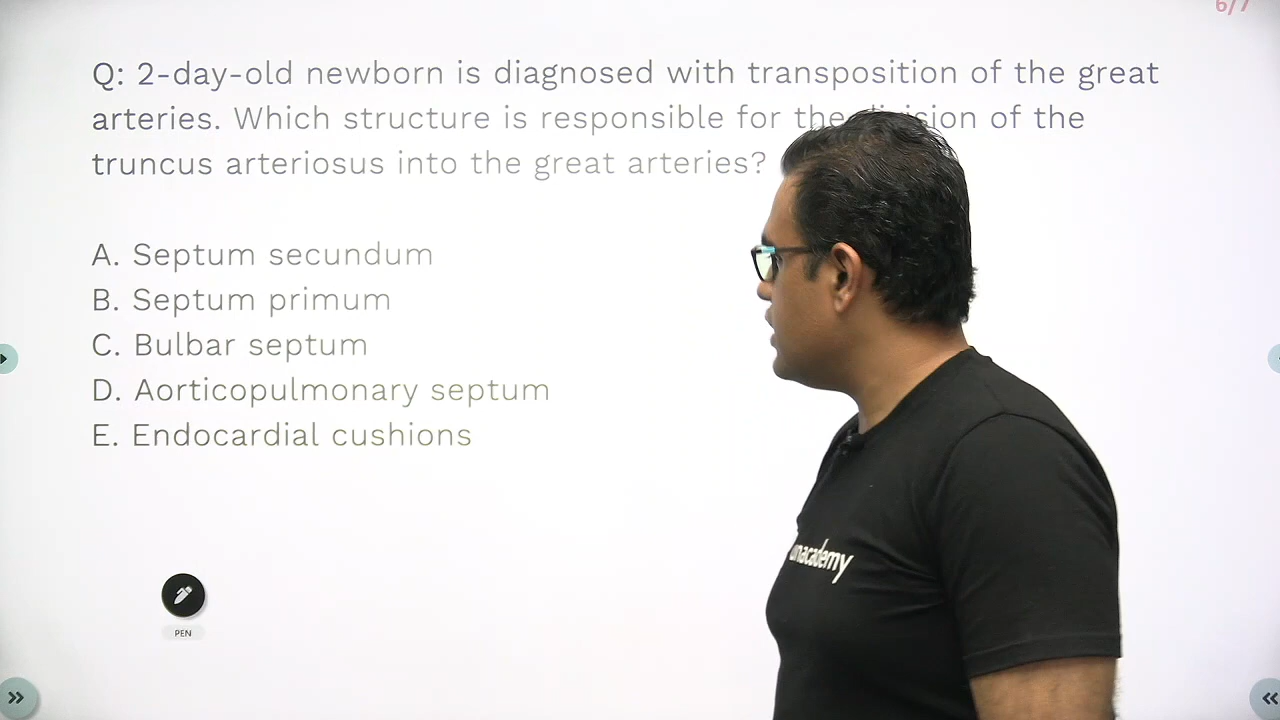 6/7
Q: 2-day-old newborn is diagnosed with transposition of the great
arteries. Which structure is responsible for the division of the
truncus arteriosus into the great arteries?
A. Septum secundum
B. Septum primum
C. Bulbar septum
D. Aorticopulmonary septum
E. Endocardial cushions
unacademy
PEN